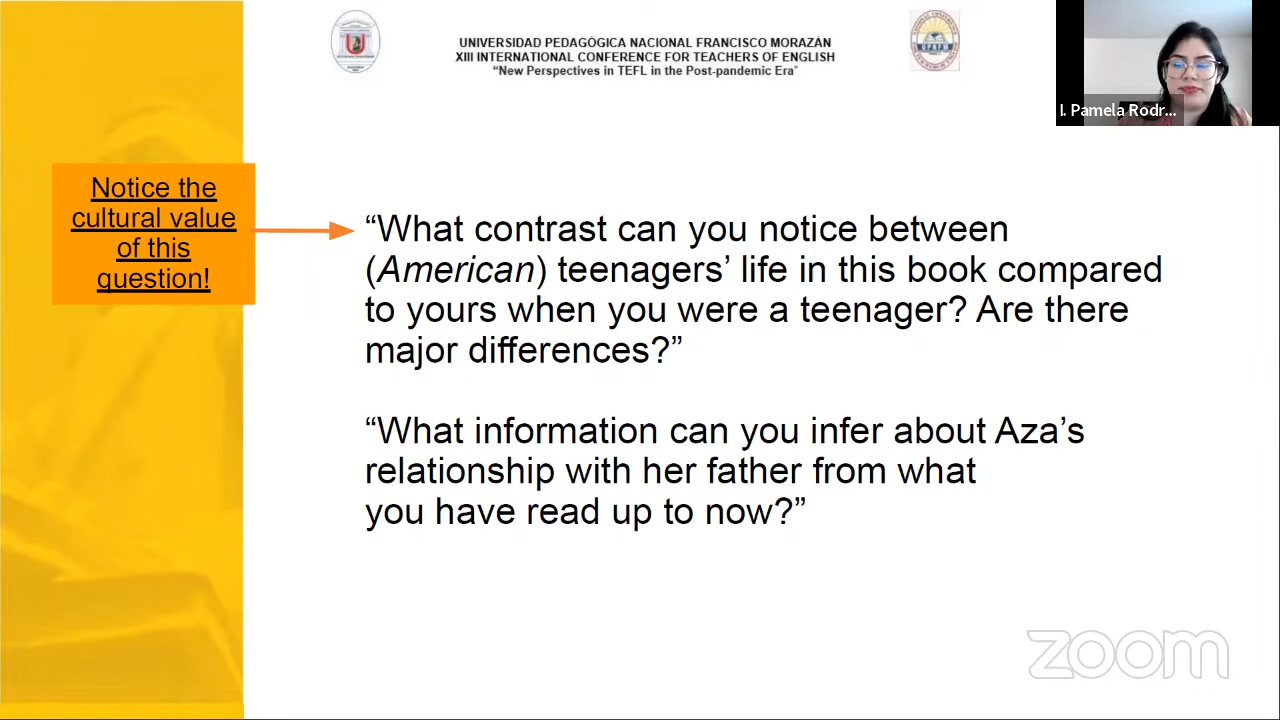 UNIVERSIDAD PEDAGÓGICA NACIONAL FRANCISCO MORAZÁN
XIII INTERNATIONAL CONFERENCE FOR TEACHERS OF ENGLISH
“New Perspectives in TEFL in the Post-pandemic Era”
I. Pamela Rodr...
Notice the
cultural value
of this
question!
“What contrast can you notice between
(American) teenagers’ life in this book compared
to yours when you were a teenager? Are there
major differences?”
“What information can you infer about Aza’s
relationship with her father from what
you have read up to now?”
zoom